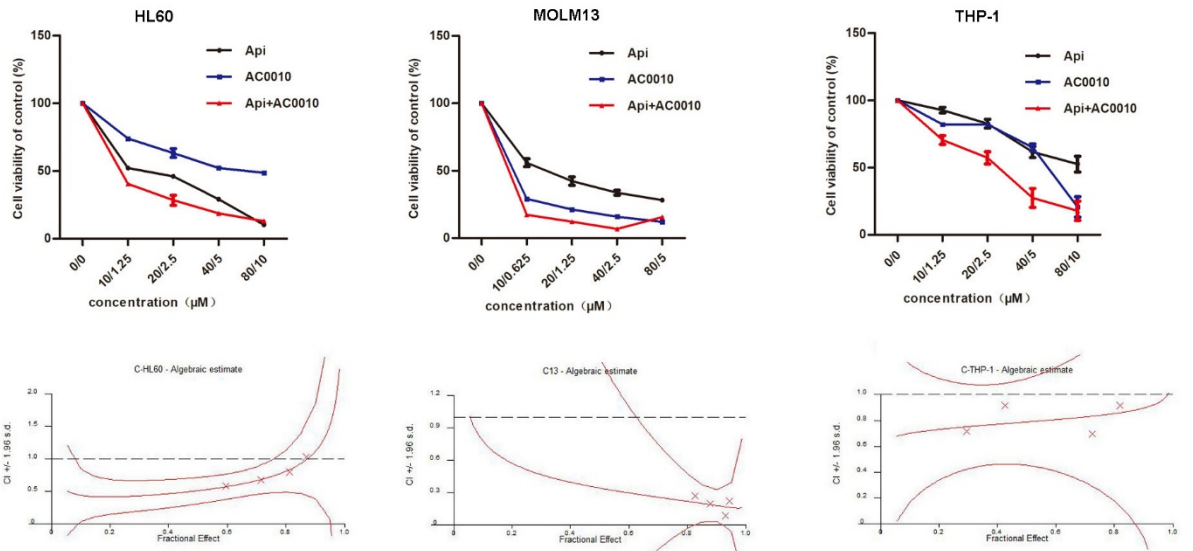 HL60
Cell viability of control (%)
150
100
50
0
Api
AC0010
Api+AC0010
0/0
10/1.25
20/2.5
40/5
80/10
concentration (μM)
MOLM13
Cell viability of control (%)
150
100
50
0
Api
AC0010
Api+AC0010
0/0
10/0.625
20/1.25
40/2.5
80/5
concentration (μM)
THP-1
Cell viability of control (%)
150
100
50
0
Api
AC0010
Api+AC0010
0/0
10/1.25
20/2.5
40/5
80/10
concentration (μM)
C-HL60 - Algebraic estimate
CI +/- 1.96 s.d.
2.0
1.5
1.0
0.5
.0
0
0.2
0.4
0.6
0.8
1.0
Fractional Effect
C13 - Algebraic estimate
CI +/- 1.96 s.d.
1.2
0.9
0.6
0.3
.0
0
0.2
0.4
0.6
0.8
1.0
Fractional Effect
C-THP-1 - Algebraic estimate
CI +/- 1.96 s.d.
1.0
0.8
0.6
0.4
0.2
.0
0
0.2
0.4
0.6
0.8
1.0
Fractional Effect